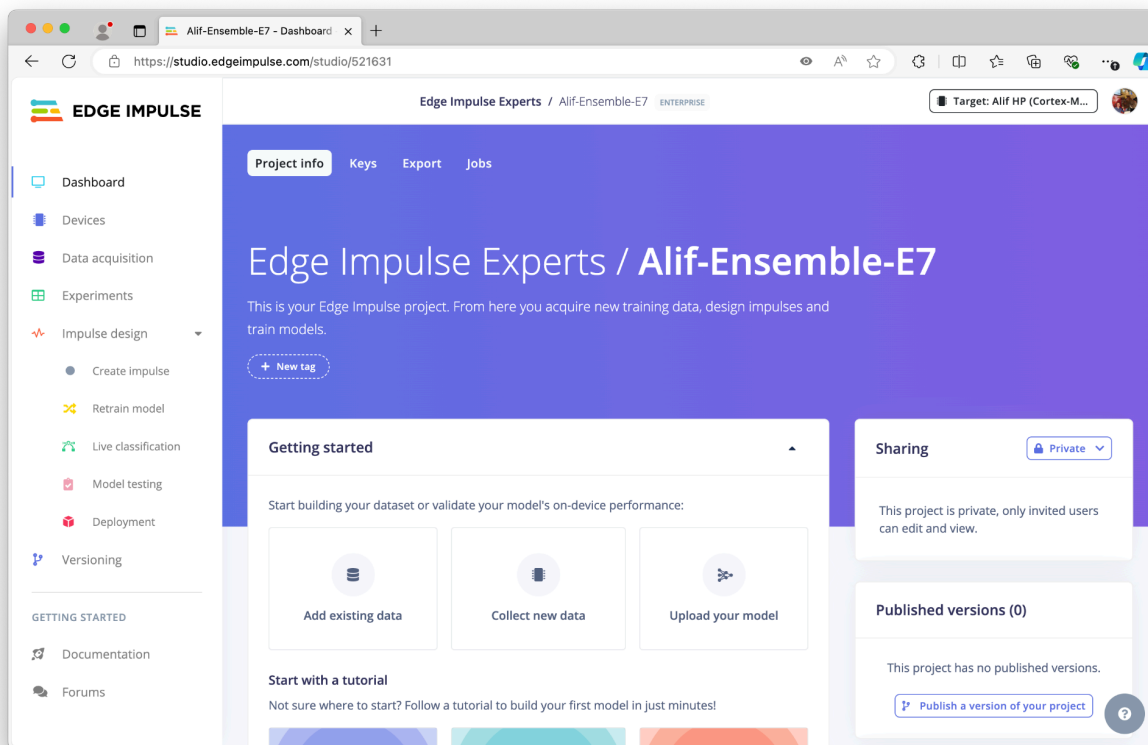 Alif-Ensemble-E7 - Dashboard
https://studio.edgeimpulse.com/studio/521631
EDGE IMPULSE
Edge Impulse Experts / Alif-Ensemble-E7 ENTERPRISE
Target: Alif HP (Cortex-M...
Dashboard
Devices
Data acquisition
Experiments
Impulse design
Create impulse
Retrain model
Live classification
Model testing
Deployment
Versioning
GETTING STARTED
Documentation
Forums
Project info Keys Export Jobs
Edge Impulse Experts / Alif-Ensemble-E7
This is your Edge Impulse project. From here you acquire new training data, design impulses and
train models.
+ New tag
Getting started
Start building your dataset or validate your model's on-device performance:
Add existing data
Collect new data
Upload your model
Start with a tutorial
Not sure where to start? Follow a tutorial to build your first model in just minutes!
Sharing
Private
This project is private, only invited users
can edit and view.
Published versions (0)
This project has no published versions.
Publish a version of your project
?